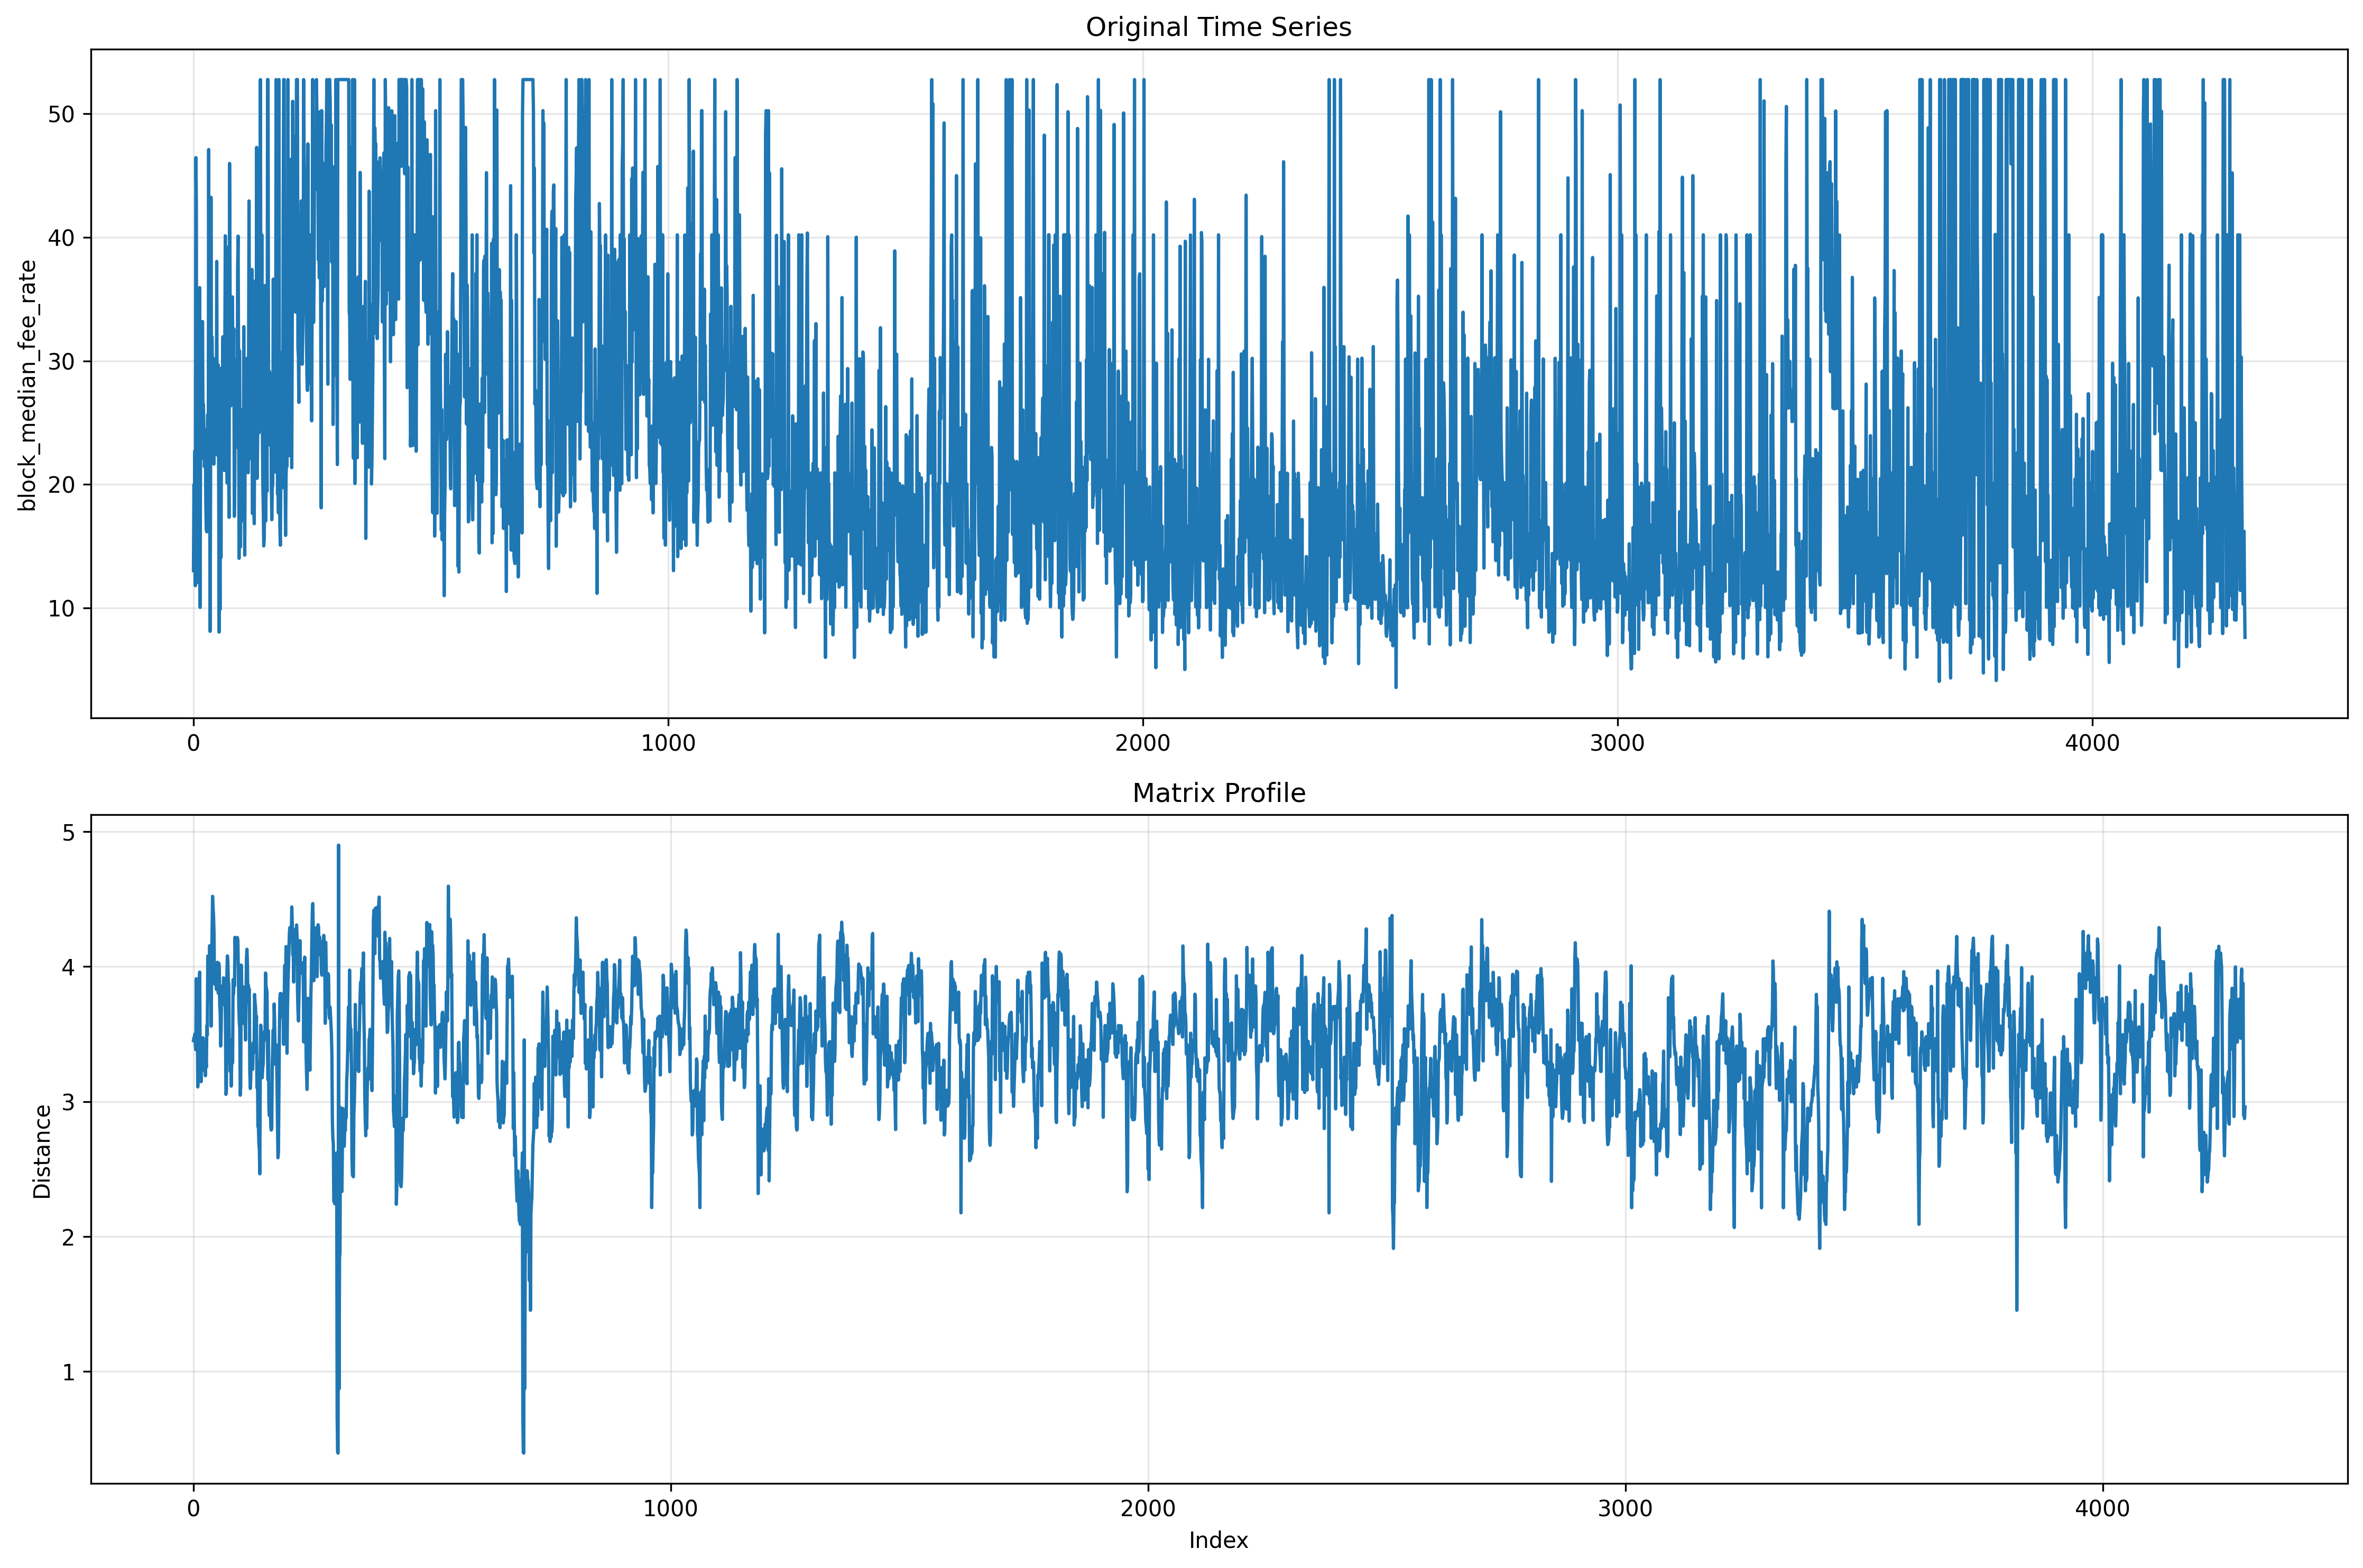 Original Time Series
block_median_fee_rate
50
40
30
20
10
0 1000 2000 3000 4000
Matrix Profile
Distance
5
4
3
2
1
0 1000 2000 3000 4000
Index